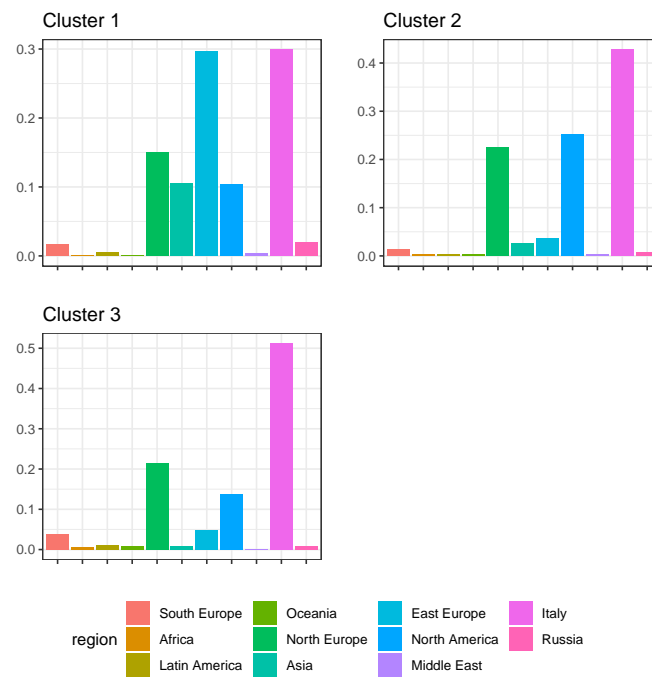 Cluster 1
0.3
0.2
0.1
0.0
Cluster 2
0.4
0.3
0.2
0.1
0.0
Cluster 3
0.5
0.4
0.3
0.2
0.1
0.0
region
South Europe
Africa
Latin America
Oceania
North Europe
Asia
East Europe
North America
Middle East
Italy
Russia